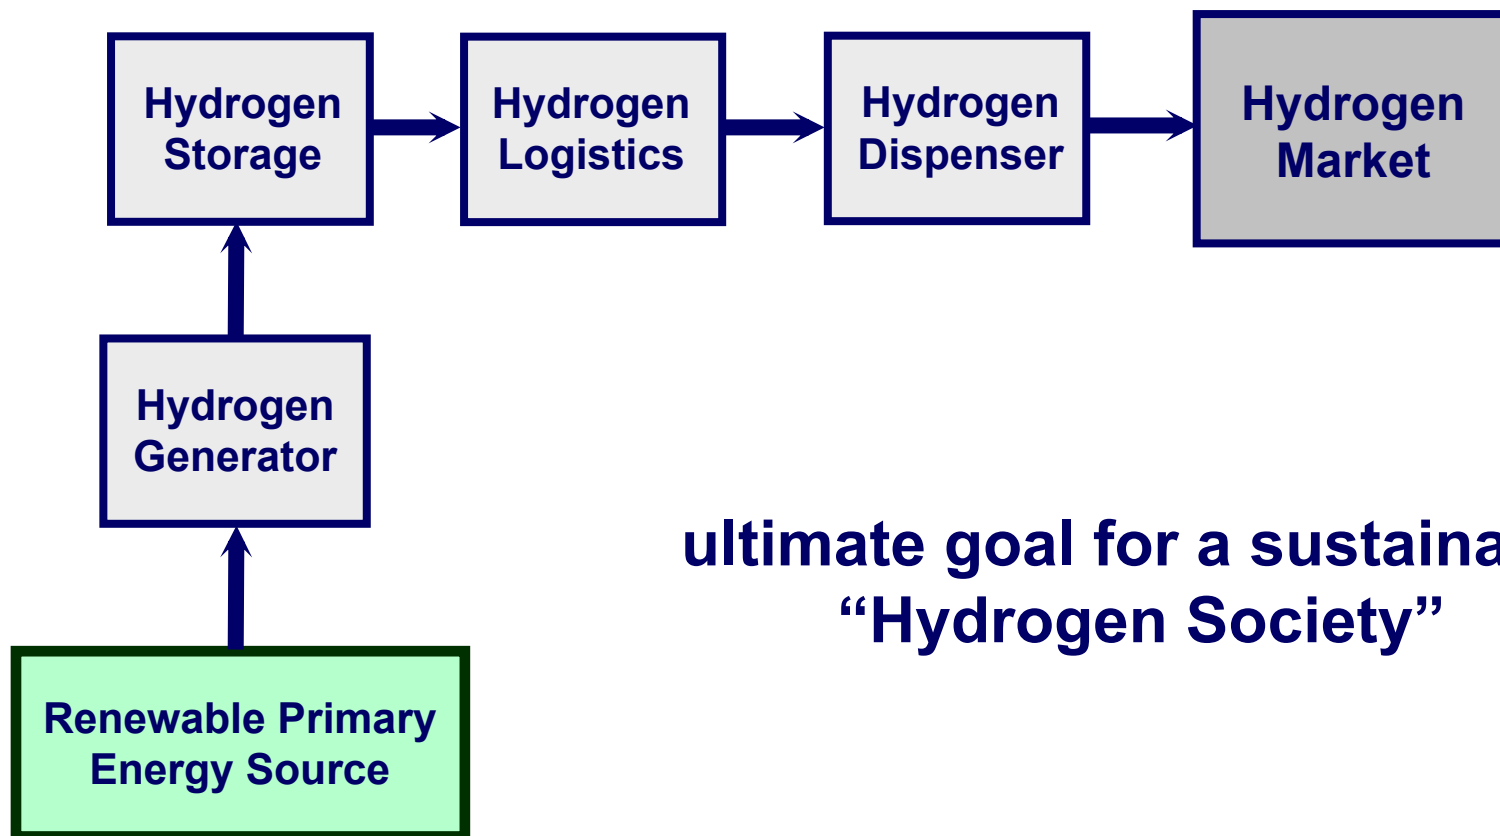 Hydrogen
Storage
Hydrogen
Logistics
Hydrogen
Dispenser
Hydrogen
Market
Hydrogen
Generator
ultimate goal for a
“Hydrogen Society”
Renewable Primary
Energy Source